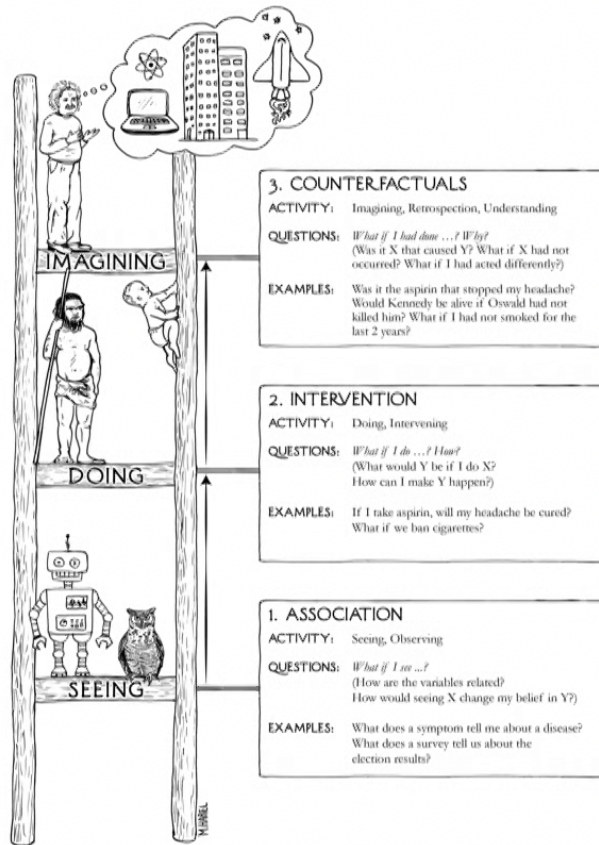 3. COUNTERFACTUALS
ACTIVITY: Imagining, Retrospection, Understanding
QUESTIONS: What if I had done ...? Why?
(Was it X that caused Y? What if X had not
occurred? What if I had acted differently?)
EXAMPLES: Was it the aspirin that stopped my headache?
Would Kennedy be alive if Oswald had not
killed him? What if I had not smoked for the
last 2 years?
IMAGINING
2. INTERVENTION
ACTIVITY: Doing, Intervening
QUESTIONS: What if I do ...? How?
(What would Y be if I do X?
How can I make Y happen?)
EXAMPLES: If I take aspirin, will my headache be cured?
What if we ban cigarettes?
DOING
1. ASSOCIATION
ACTIVITY: Seeing, Observing
QUESTIONS: What if I see ...?
(How are the variables related?
How would seeing X change my belief in Y?)
EXAMPLES: What does a symptom tell me about a disease?
What does a survey tell us about the
election results?
SEEING
M.HAREL